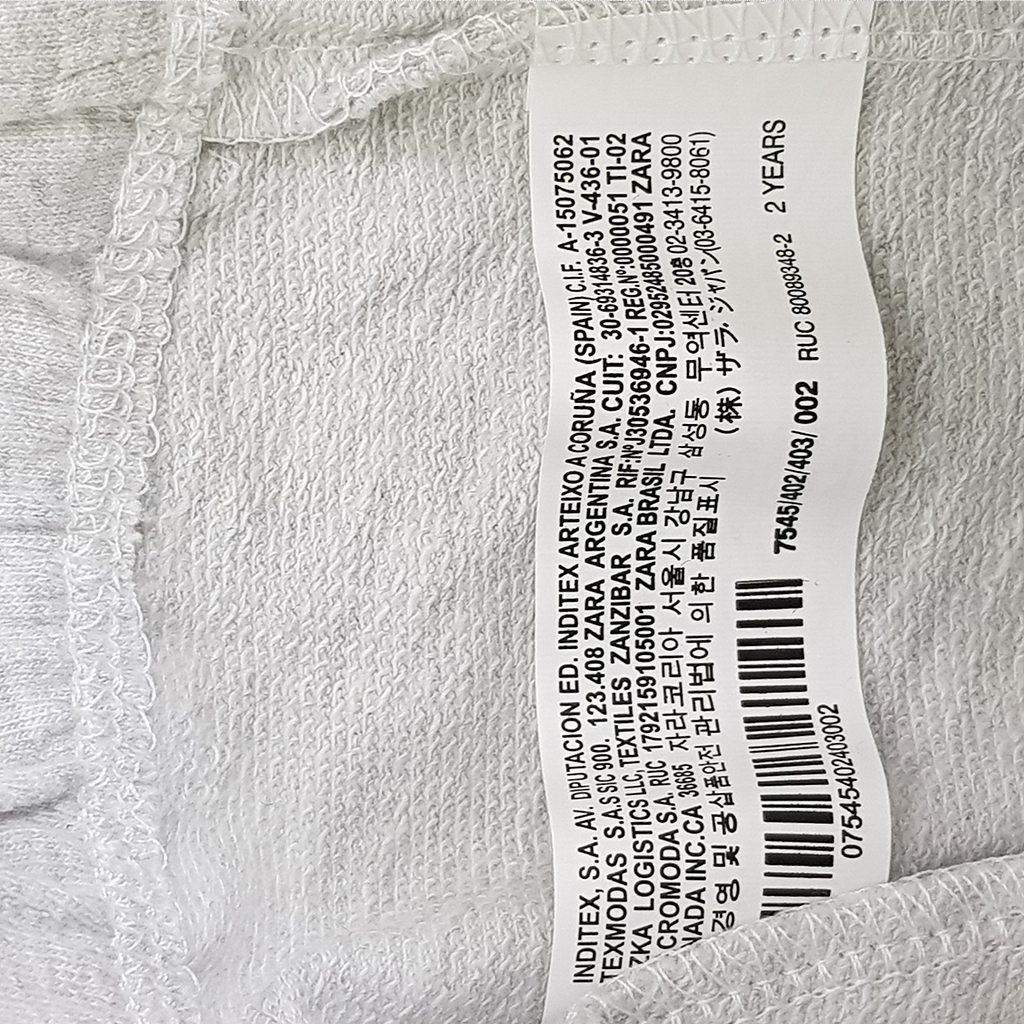 INDITEX, S.A. AV. DIPUTACION ED. INDITEX ARTEIXO A CORUÑA (SPAIN) C.I.F. A-15075062
TEXMODAS S.A.S SIC 900. 123.408 ZARA ARGENTINA S.A. CUIT: 30-69314836-3 V-436-01
ZKA LOGISTICS LLC, TEXTILES ZANZIBAR S.A. RIF:Nº J30536946-1 REG.Nº:0000051 TI-02
CROMODA S.A. RUC 1792159105001 ZARA BRASIL LTDA. CNPJ:02952485000491 ZARA
NADA INC.CA 36685 자라코리아 서울시 강남구 삼성동 무역센터 20층 02-3413-9800
경영 및 공산품안전 관리법에 의한 품질표시 (株) ザラ, ジャパン(03-6415-8061)
7545/402/403/ 002 RUC 80089348-2 2 YEARS
07545402403002